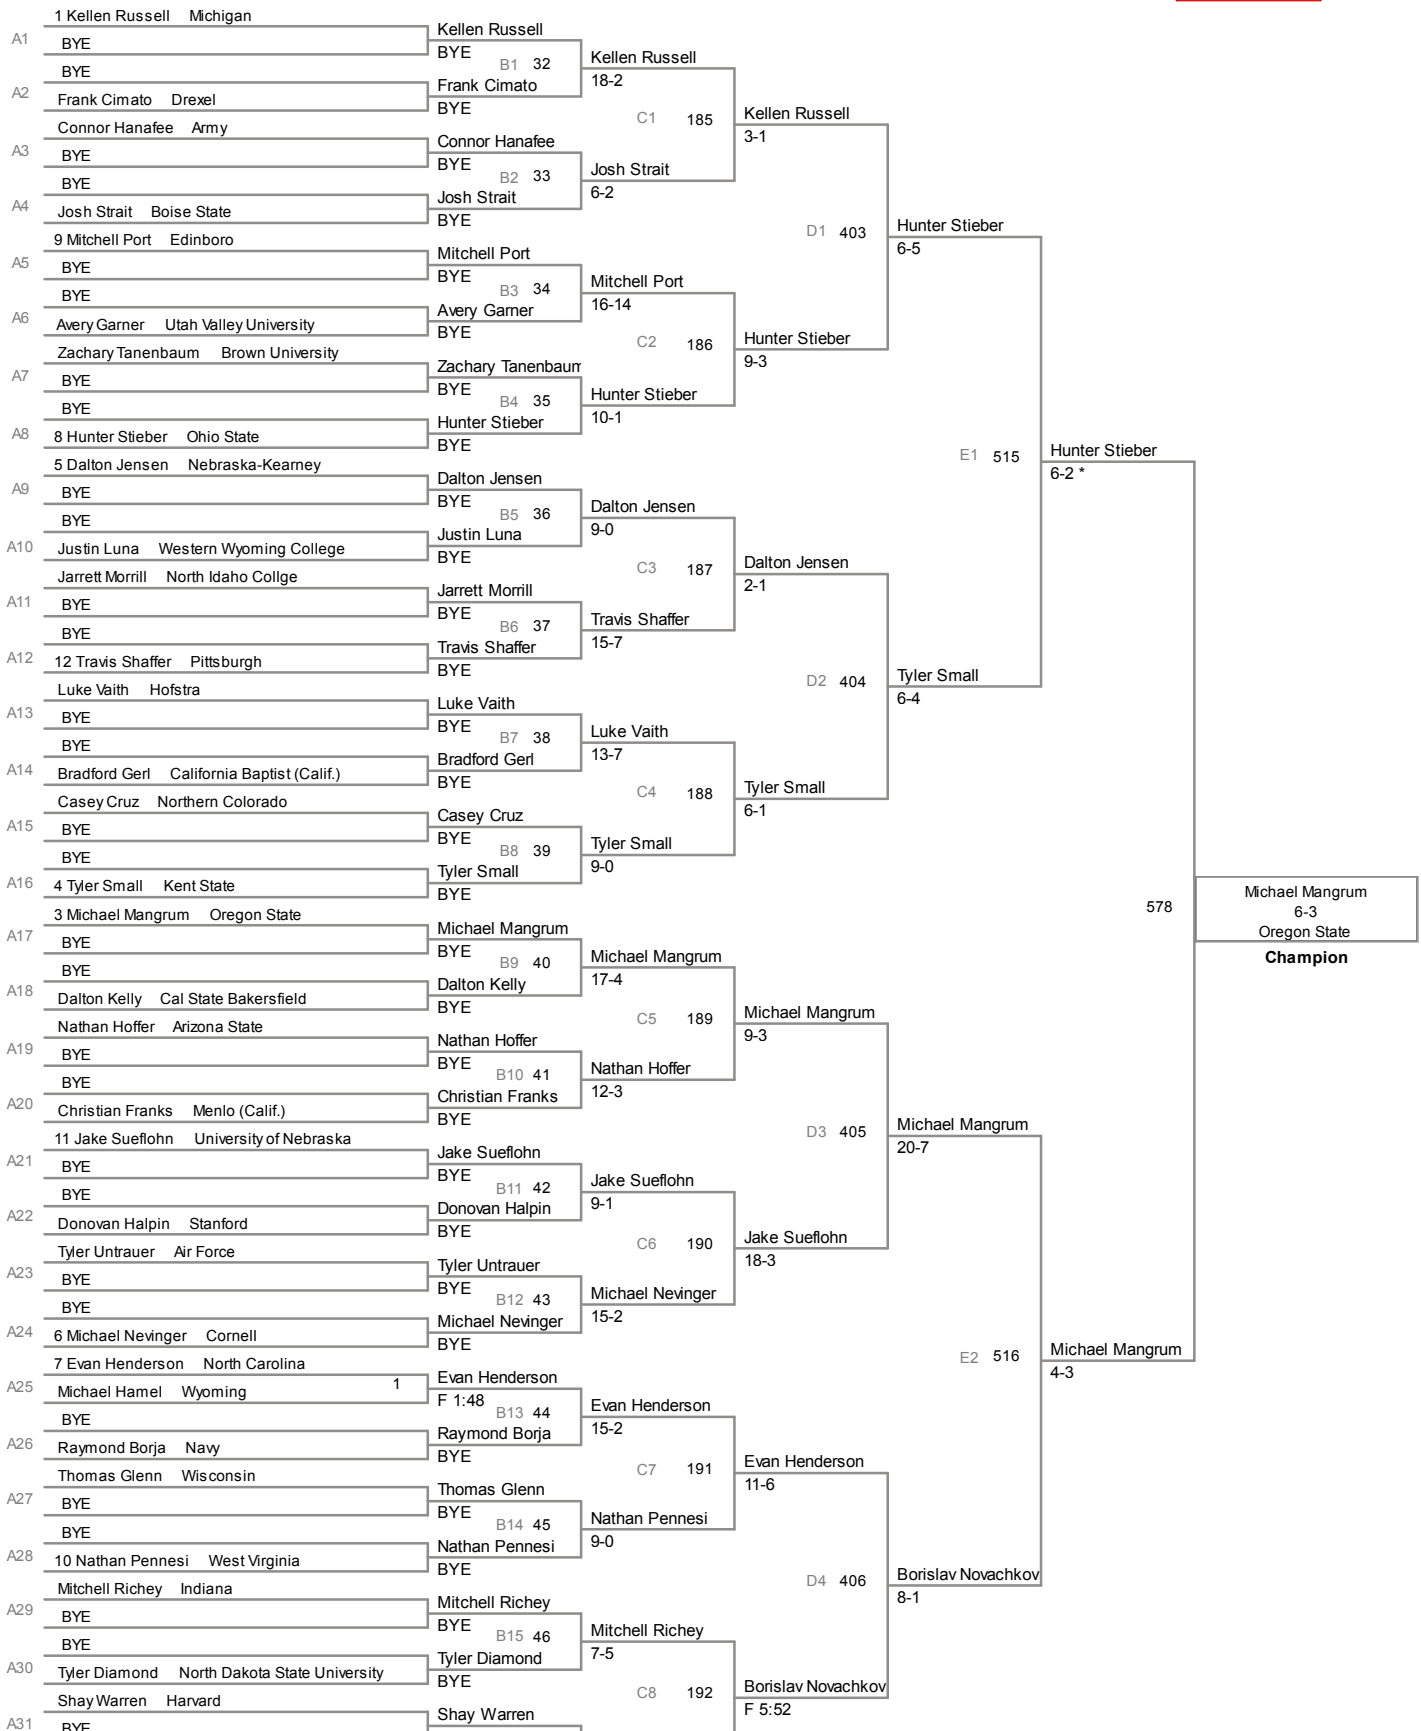 1 Kellen Russell Michigan
A1
BYE
BYE
A2
Frank Cimato Drexel
Connor Hanafee Army
A3
BYE
BYE
A4
Josh Strait Boise State
9 Mitchell Port Edinboro
A5
BYE
BYE
A6
Avery Garner Utah Valley University
Zachary Tanenbaum Brown University
A7
BYE
BYE
A8
8 Hunter Stieber Ohio State
5 Dalton Jensen Nebraska-Kearney
A9
BYE
BYE
A10
Justin Luna Western Wyoming College
Jarrett Morrill North Idaho Collge
A11
BYE
BYE
A12
12 Travis Shaffer Pittsburgh
Luke Vaith Hofstra
A13
BYE
BYE
A14
Bradford Gerl California Baptist (Calif.)
Casey Cruz Northern Colorado
A15
BYE
BYE
A16
4 Tyler Small Kent State
3 Michael Mangrum Oregon State
A17
BYE
BYE
A18
Dalton Kelly Cal State Bakersfield
Nathan Hoffer Arizona State
A19
BYE
BYE
A20
Christian Franks Menlo (Calif.)
11 Jake Sueflohn University of Nebraska
A21
BYE
BYE
A22
Donovan Halpin Stanford
Tyler Untrauer Air Force
A23
BYE
BYE
A24
6 Michael Nevinger Cornell
7 Evan Henderson North Carolina
A25
Michael Hamel Wyoming 1
BYE
A26
Raymond Borja Navy
Thomas Glenn Wisconsin
A27
BYE
BYE
A28
10 Nathan Pennesi West Virginia
Mitchell Richey Indiana
A29
BYE
BYE
A30
Tyler Diamond North Dakota State University
Shay Warren Harvard
A31
BYE
Kellen Russell
BYE
B1 32
Frank Cimato
BYE
Connor Hanafee
BYE
B2 33
Josh Strait
BYE
Mitchell Port
BYE
B3 34
Avery Garner
BYE
Zachary Tanenbaum
BYE
B4 35
Hunter Stieber
BYE
Dalton Jensen
BYE
B5 36
Justin Luna
BYE
Jarrett Morrill
BYE
B6 37
Travis Shaffer
BYE
Luke Vaith
BYE
B7 38
Bradford Gerl
BYE
Casey Cruz
BYE
B8 39
Tyler Small
BYE
Michael Mangrum
BYE
B9 40
Dalton Kelly
BYE
Nathan Hoffer
BYE
B10 41
Christian Franks
BYE
Jake Sueflohn
BYE
B11 42
Donovan Halpin
BYE
Tyler Untrauer
BYE
B12 43
Michael Nevinger
BYE
Evan Henderson
F 1:48
B13 44
Raymond Borja
BYE
Thomas Glenn
BYE
B14 45
Nathan Pennesi
BYE
Mitchell Richey
BYE
B15 46
Tyler Diamond
BYE
Shay Warren
Kellen Russell
18-2
C1 185
Josh Strait
6-2
Mitchell Port
16-14
C2 186
Hunter Stieber
10-1
Dalton Jensen
9-0
C3 187
Travis Shaffer
15-7
Luke Vaith
13-7
C4 188
Tyler Small
9-0
Michael Mangrum
17-4
C5 189
Nathan Hoffer
12-3
Jake Sueflohn
9-1
C6 190
Michael Nevinger
15-2
Evan Henderson
15-2
C7 191
Nathan Pennesi
9-0
Mitchell Richey
7-5
C8 192
Kellen Russell
3-1
D1 403
Hunter Stieber
9-3
Dalton Jensen
2-1
D2 404
Tyler Small
6-1
Michael Mangrum
9-3
D3 405
Jake Sueflohn
18-3
Evan Henderson
11-6
D4 406
Borislav Novachkov
F 5:52
Hunter Stieber
6-5
E1 515
Tyler Small
6-4
Michael Mangrum
20-7
E2 516
Borislav Novachkov
8-1
Hunter Stieber
6-2 *
578
Michael Mangrum
4-3
Michael Mangrum
6-3
Oregon State
Champion